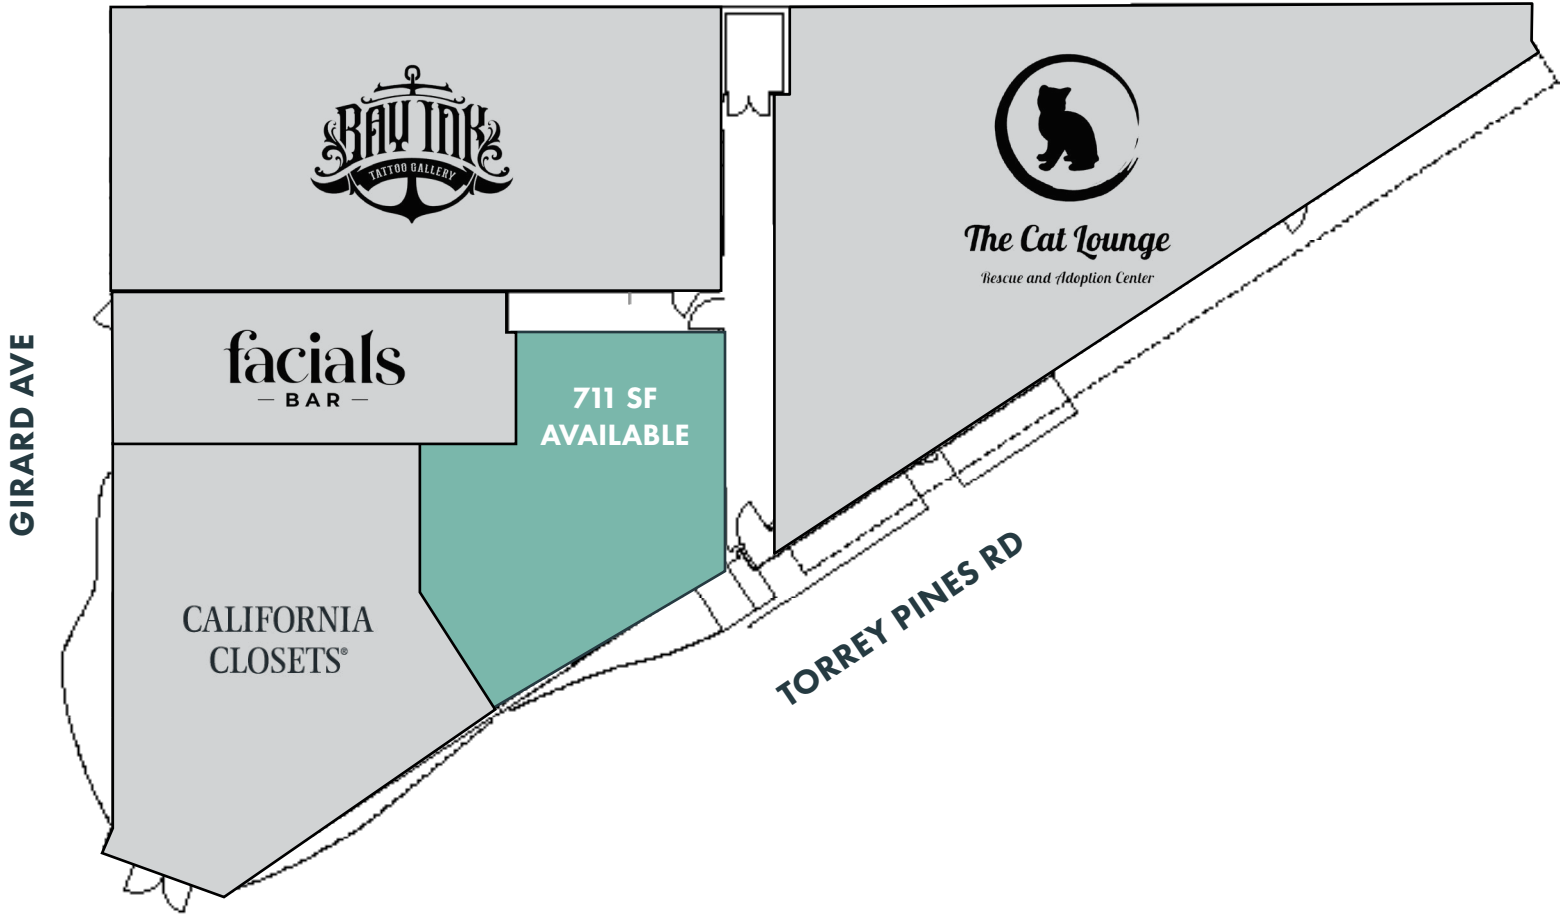 BAY INK
TATTOO GALLERY
The Cat Lounge
Rescue and Adoption Center
facials
BAR
711 SF
AVAILABLE
GIRARD AVE
CALIFORNIA
CLOSETS®
TORREY PINES RD